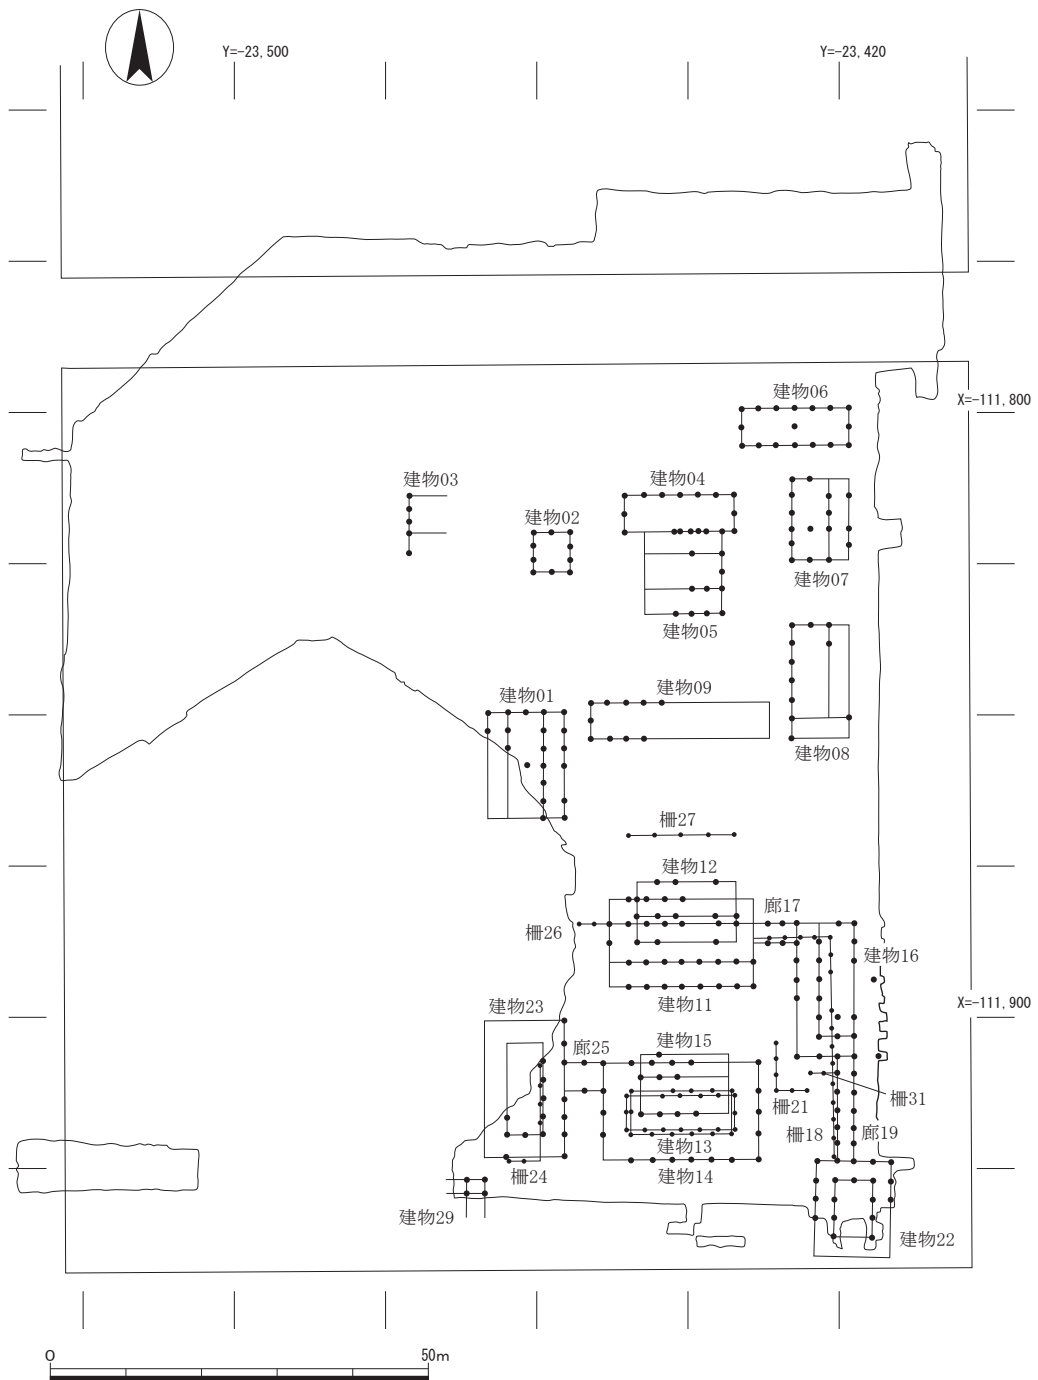 Y=-23,500
Y=-23,420
X=-111,800
建物06
建物03
建物04
建物02
建物07
建物05
建物09
建物01
建物08
柵27
建物12
廊17
柵26
建物16
建物11
X=-111,900
建物23
廊25
建物15
柵21
柵31
柵18
廊19
建物13
柵24
建物14
建物29
建物22
0
50m